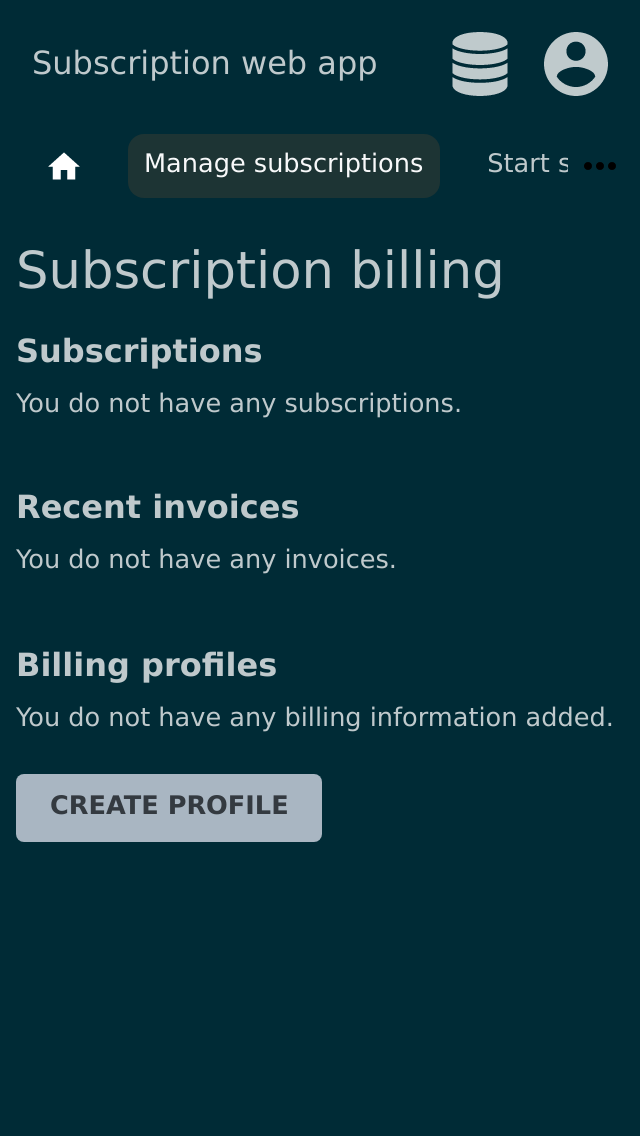 Subscription web app
Manage subscriptions
Start s
Subscription billing
Subscriptions
You do not have any subscriptions.
Recent invoices
You do not have any invoices.
Billing profiles
You do not have any billing information added.
CREATE PROFILE